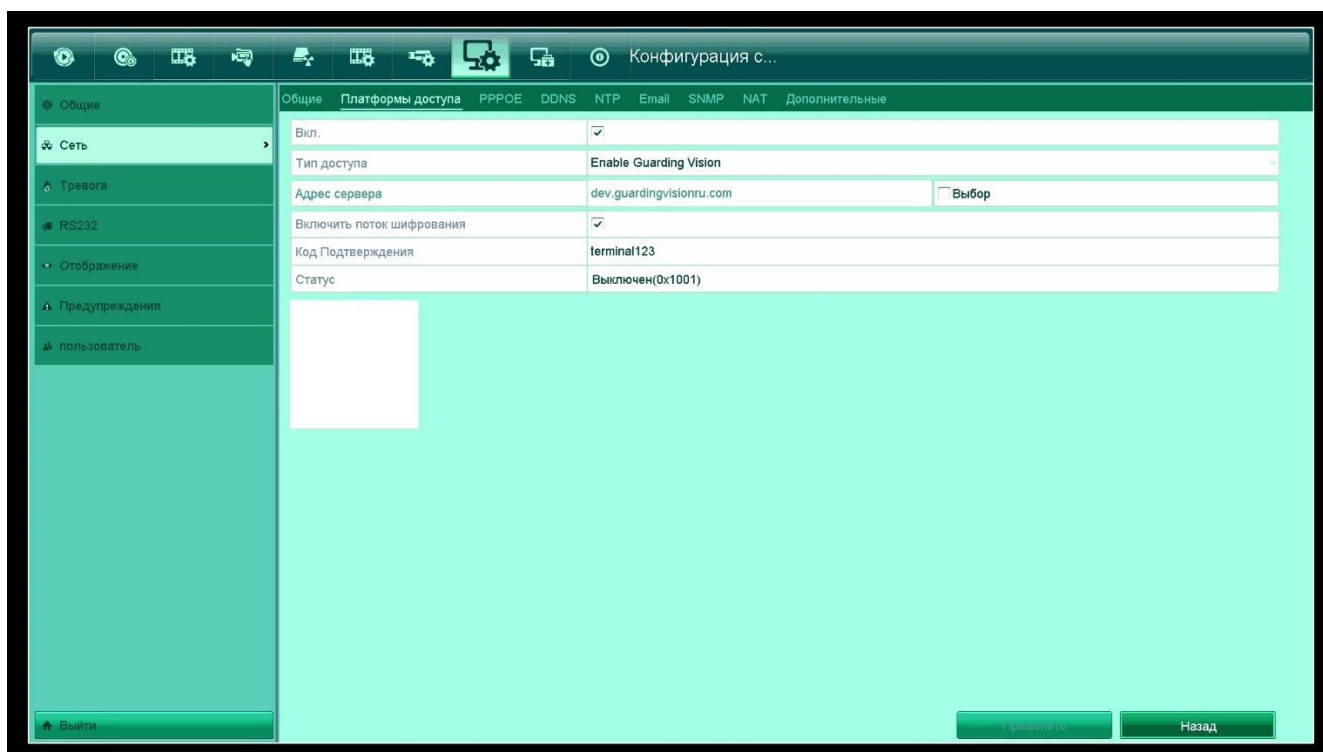 Конфигурация с...
Общие
Сеть
Тревога
RS232
Отображение
Предупреждения
пользователь
Выйти
Общие Платформы доступа PPPOE DDNS NTP Email SNMP NAT Дополнительные
Вкл.
Тип доступа Enable Guarding Vision
Адрес сервера dev.guardingvisionru.com Выбор
Включить поток шифрования
Код Подтверждения terminal123
Статус Выключен(0x1001)
Применить Назад